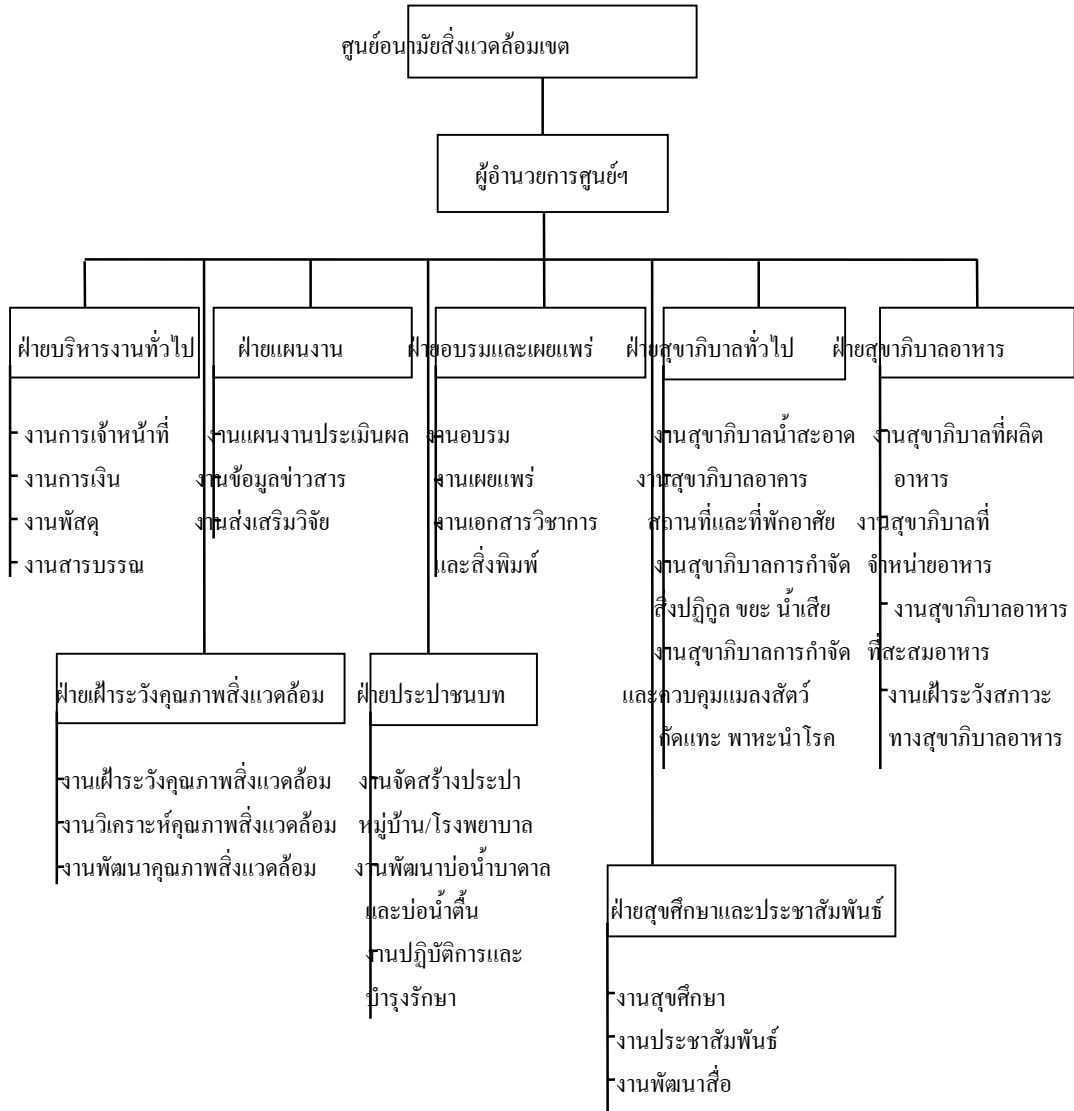 ศูนย์อนามัยสิ่งแวดล้อมเขต
ผู้อำนวยการศูนย์ฯ
ฝ่ายบริหารงานทั่วไป
งานการเจ้าหน้าที่
งานการเงิน
งานพัสดุ
งานสารบรรณ
ฝ่ายแผนงาน
งานแผนงานประเมินผล
งานข้อมูลข่าวสาร
งานส่งเสริมวิจัย
ฝ่ายอบรมและเผยแพร่
งานอบรม
งานเผยแพร่
งานเอกสารวิชาการ
และสิ่งพิมพ์
ฝ่ายสุขาภิบาลทั่วไป
งานสุขาภิบาลน้ำสะอาด
งานสุขาภิบาลอาคาร
สถานที่และที่พักอาศัย
งานสุขาภิบาลการกำจัด
สิ่งปฏิกูล ขยะ น้ำเสีย
งานสุขาภิบาลการกำจัด
และควบคุมแมลงสัตว์
กัดแทะ พาหะนำโรค
ฝ่ายสุขาภิบาลอาหาร
งานสุขาภิบาลที่ผลิต
อาหาร
งานสุขาภิบาลที่
จำหน่ายอาหาร
งานสุขาภิบาลอาหาร
ที่สะสมอาหาร
งานเฝ้าระวังสภาวะ
ทางสุขาภิบาลอาหาร
ฝ่ายเฝ้าระวังคุณภาพสิ่งแวดล้อม
งานเฝ้าระวังคุณภาพสิ่งแวดล้อม
งานวิเคราะห์คุณภาพสิ่งแวดล้อม
งานพัฒนาคุณภาพสิ่งแวดล้อม
ฝ่ายประปาชนบท
งานจัดสร้างประปา
หมู่บ้าน/โรงพยาบาล
งานพัฒนาบ่อน้ำบาดาล
และบ่อน้ำตื้น
งานปฏิบัติการและ
บำรุงรักษา
ฝ่ายสุขศึกษาและประชาสัมพันธ์
งานสุขศึกษา
งานประชาสัมพันธ์
งานพัฒนาสื่อ